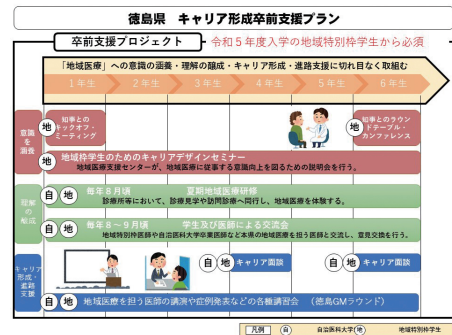 徳島県　キャリア形成卒前支援プラン
卒前支援プロジェクト
令和５年度入学の地域特別枠学生から必須
「地域医療」への意識の涵養・理解の醸成・キャリア形成・進路支援に切れ目なく取組む
１年生　２年生　３年生　４年生　５年生　６年生
意識を涵養
地
知事とのキックオフ・ミーティング
地
知事とのラウンドテーブル・カンファレンス
地
地域枠学生のためのキャリアデザインセミナー
地域医療支援センターが、地域医療に従事する意識向上を図るための説明会を行う。
理解の醸成
自　地
毎年８月頃　夏期地域医療研修
診療所等において、診療見学や訪問診療へ同行し、地域医療を体験する。
自　地
毎年８～９月頃　学生及び医師による交流会
地域特別枠医師や自治医科大学卒業医師など本県の地域医療を担う医師と交流し、意見交換を行う。
キャリア形成・進路支援
自　地　キャリア面談
自　地　キャリア面談
自　地
地域医療を担う医師の講演や症例発表などの各種講習会　（徳島GMラウンド）
凡例　自　自治医科大学　地　地域特別枠学生